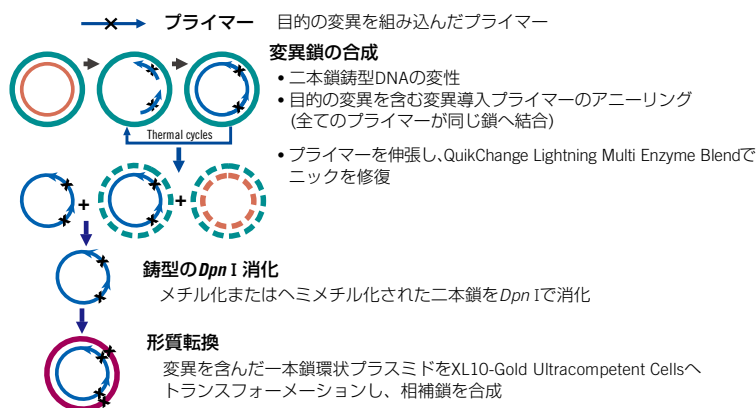 プライマー 目的の変異を組み込んだプライマー
変異鎖の合成
• 二本鎖鋳型DNAの変性
• 目的の変異を含む変異導入プライマーのアニーリング
(全てのプライマーが同じ鎖へ結合)
Thermal cycles
• プライマーを伸張し、QuikChange Lightning Multi Enzyme Blendで
ニックを修復
+ +
鋳型のDpn I 消化
メチル化またはヘミメチル化された二本鎖をDpn Iで消化
形質転換
変異を含んだ一本鎖環状プラスミドをXL10-Gold Ultracompetent Cellsへ
トランスフォーメーションし、相補鎖を合成